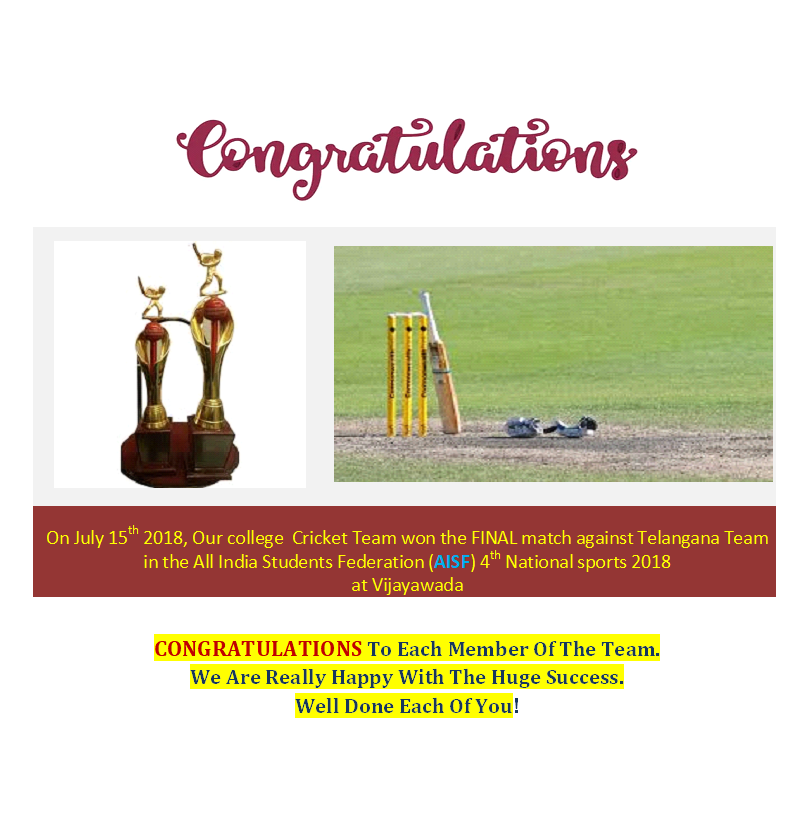 Congratulations
On July 15th 2018, Our college Cricket Team won the FINAL match against Telangana Team
in the All India Students Federation (AISF) 4th National sports 2018
at Vijayawada
CONGRATULATIONS To Each Member Of The Team.
We Are Really Happy With The Huge Success.
Well Done Each Of You!